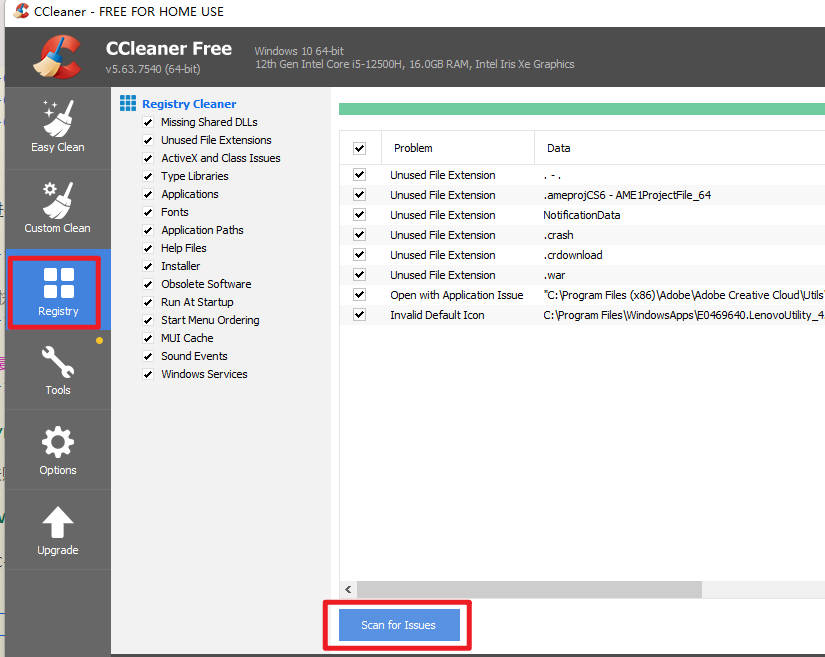 CCleaner - FREE FOR HOME USE
CCleaner Free
v5.63.7540 (64-bit)
Windows 10 64-bit
12th Gen Intel Core i5-12500H, 16.0GB RAM, Intel Iris Xe Graphics
Easy Clean
Custom Clean
Registry
Tools
Options
Upgrade
Registry Cleaner
Missing Shared DLLs
Unused File Extensions
ActiveX and Class Issues
Type Libraries
Applications
Fonts
Application Paths
Help Files
Installer
Obsolete Software
Run At Startup
Start Menu Ordering
MUI Cache
Sound Events
Windows Services
Problem Data
Unused File Extension . - .
Unused File Extension .ameprojCS6 - AME1ProjectFile_64
Unused File Extension NotificationData
Unused File Extension .crash
Unused File Extension .crdownload
Unused File Extension .war
Open with Application Issue "C:\Program Files (x86)\Adobe\Adobe Creative Cloud\Utils\
Invalid Default Icon C:\Program Files\WindowsApps\E0469640.LenovoUtility_4
Scan for Issues